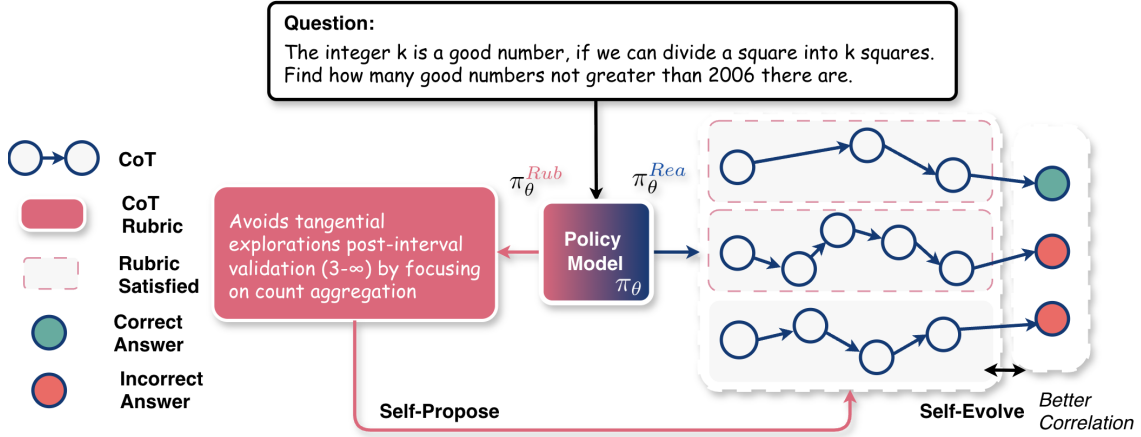 Question:
The integer k is a good number, if we can divide a square into k squares.
Find how many good numbers not greater than 2006 there are.
CoT
CoT
Rubric
Rubric
Satisfied
Correct
Answer
Incorrect
Answer
Avoids tangential
explorations post-interval
validation (3-∞) by focusing
on count aggregation
π_θ^{Rub}
π_θ^{Rea}
Policy
Model
π_θ
Self-Propose
Self-Evolve
Better
Correlation